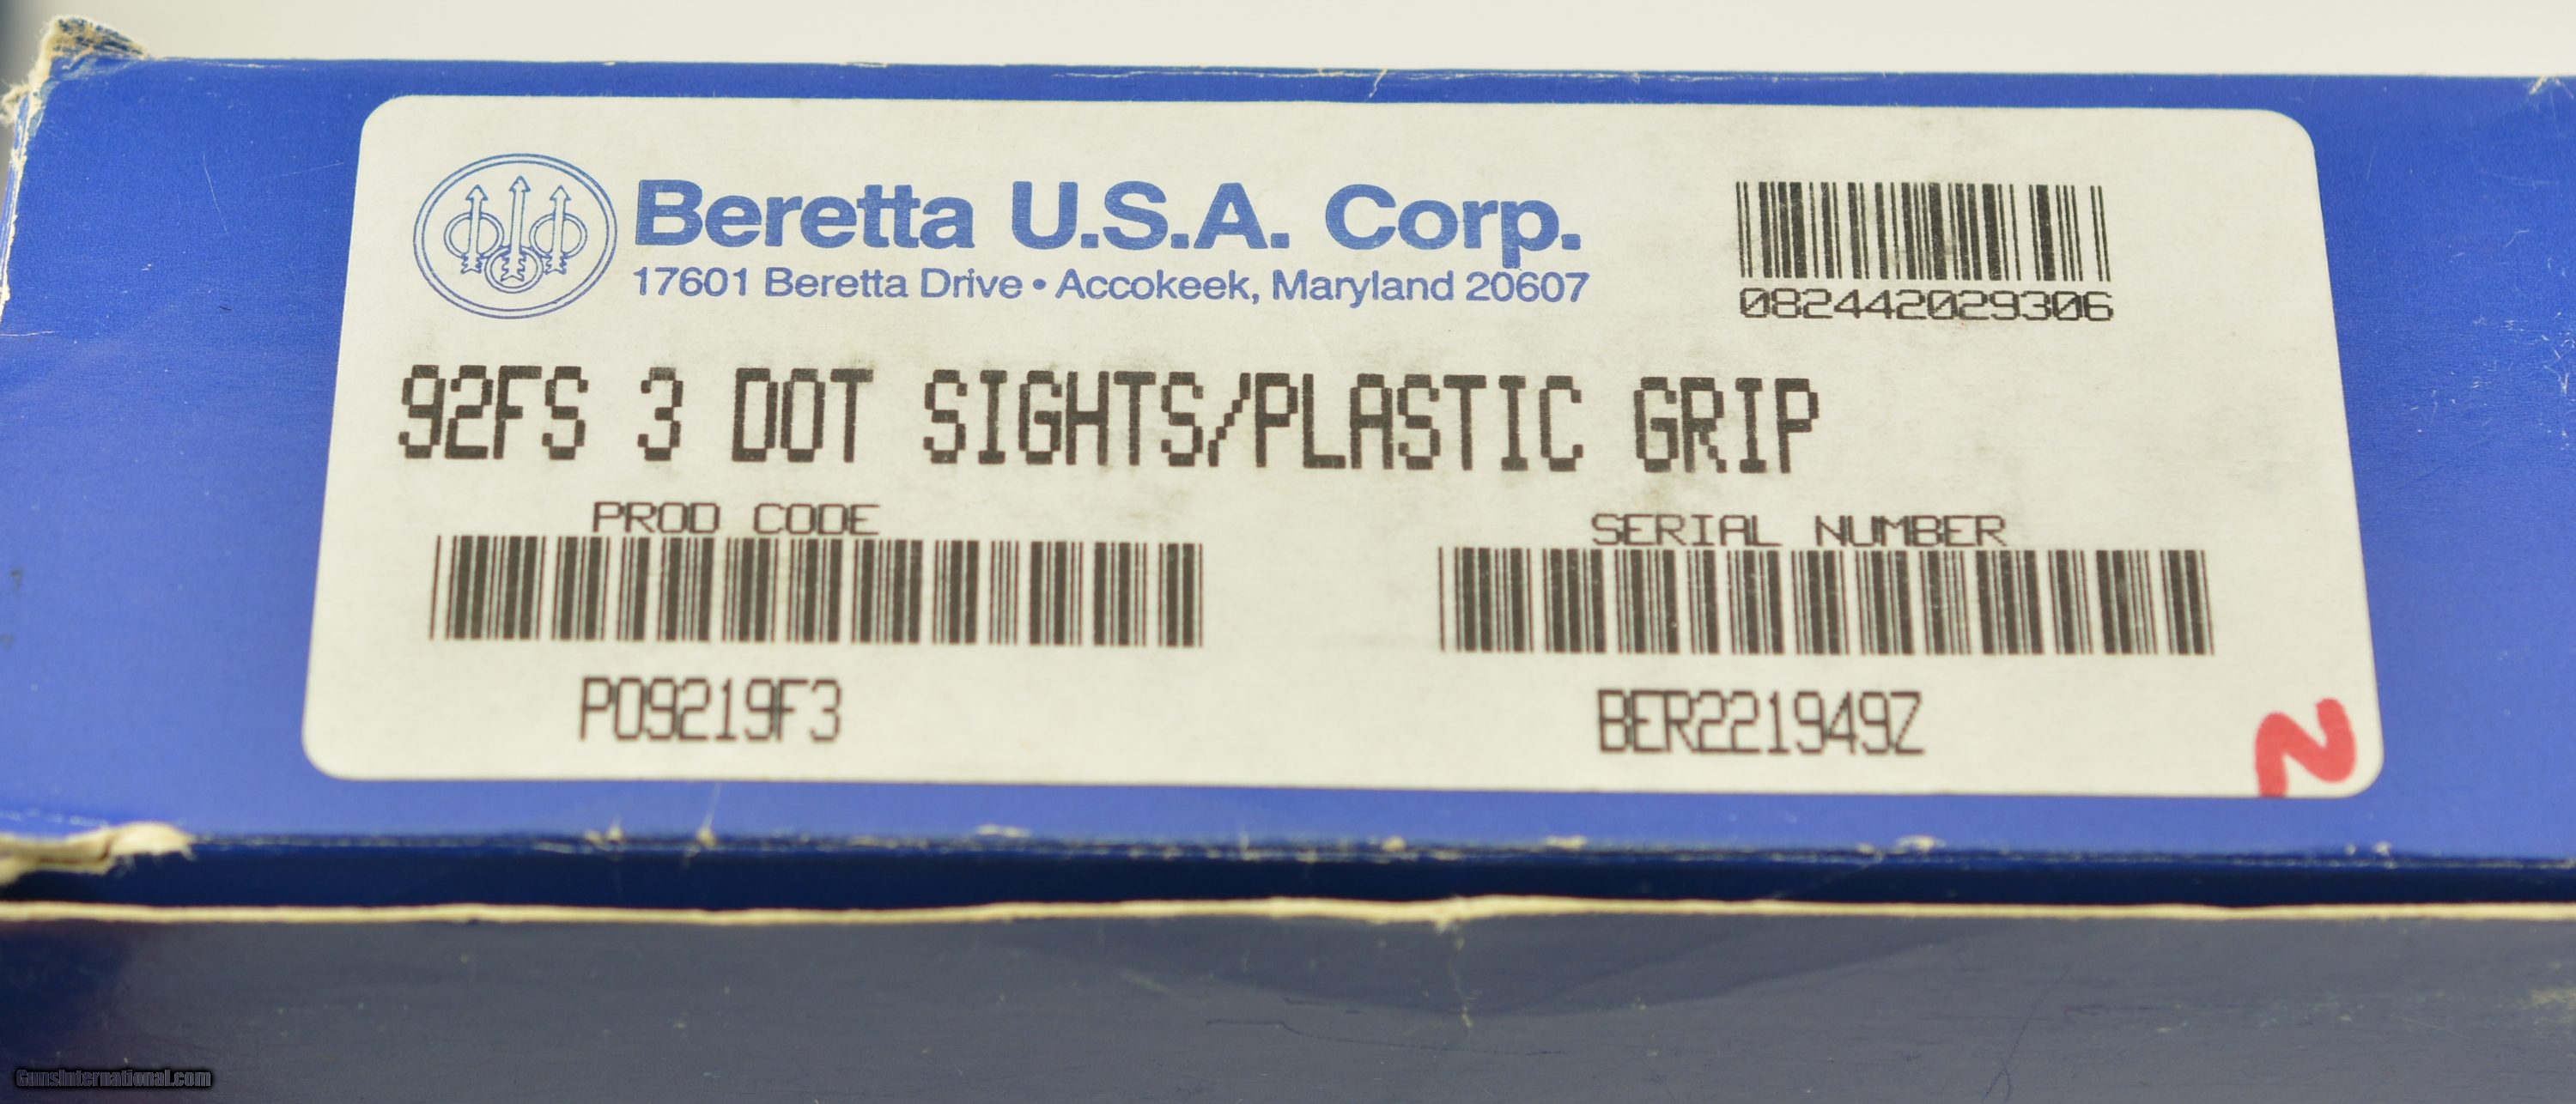 Beretta U.S.A. Corp.
17601 Beretta Drive • Accokeek, Maryland 20607
082442029306
92FS 3 DOT SIGHTS/PLASTIC GRIP
PROD CODE
P09219F3
SERIAL NUMBER
BER221949Z
N
GunsInternational.com